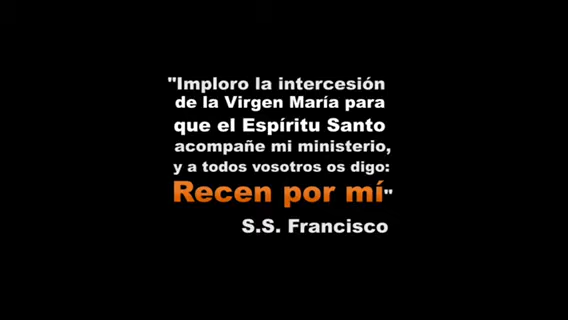 "Imploro la intercesión
de la Virgen María para
que el Espíritu Santo
acompañe mi ministerio,
y a todos vosotros os digo:
Recen por mí"
S.S. Francisco